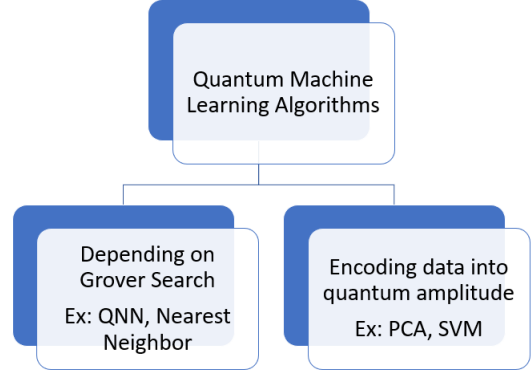 Quantum Machine
Learning Algorithms
Depending on
Grover Search
Ex: QNN, Nearest
Neighbor
Encoding data into
quantum amplitude
Ex: PCA, SVM